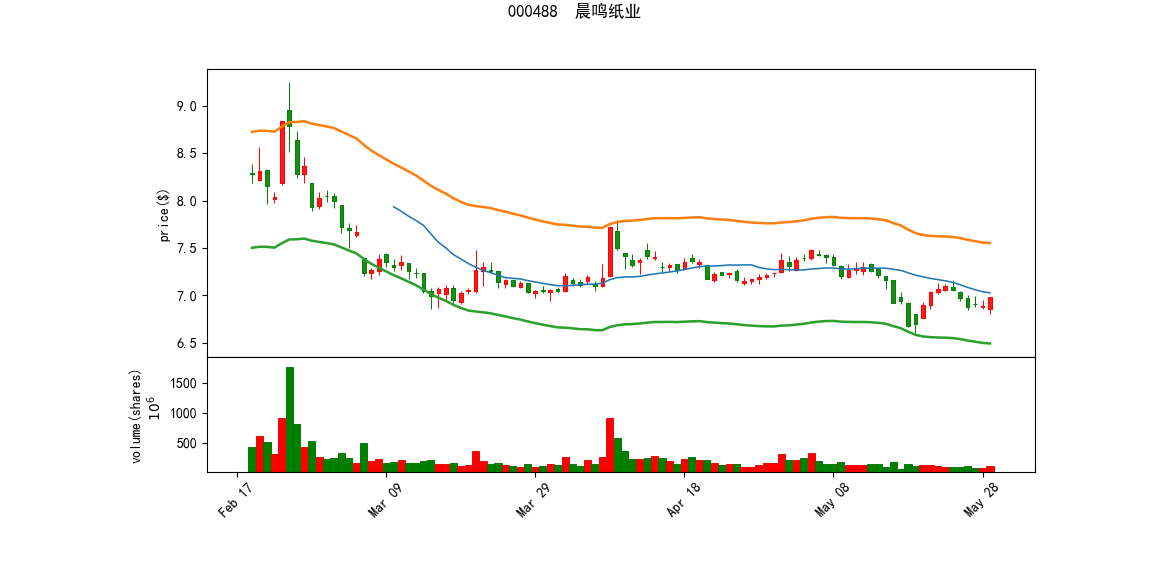 000488 晨鸣纸业
price($)
9.0
8.5
8.0
7.5
7.0
6.5
volume(shares)
10^6
1500
1000
500
Feb 17
Mar 09
Mar 29
Apr 18
May 08
May 28